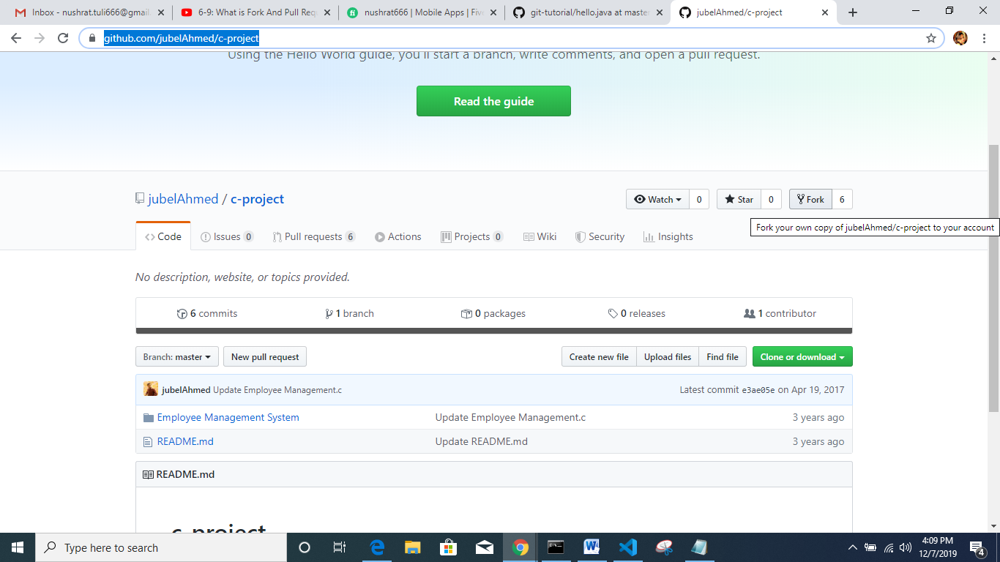 Inbox - nushrat.tuli666@gmail.
6-9: What is Fork And Pull Req
nushrat666 | Mobile Apps | Five
git-tutorial/hello.java at master
jubelAhmed/c-project
github.com/jubelAhmed/c-project
Using the Hello World guide, you'll start a branch, write comments, and open a pull request.
Read the guide
jubelAhmed / c-project
Watch 0 Star 0 Fork 6
Fork your own copy of jubelAhmed/c-project to your account
Code Issues 0 Pull requests 6 Actions Projects 0 Wiki Security Insights
No description, website, or topics provided.
6 commits 1 branch 0 packages 0 releases 1 contributor
Branch: master New pull request Create new file Upload files Find file Clone or download
jubelAhmed Update Employee Management.c Latest commit e3ae05e on Apr 19, 2017
Employee Management System Update Employee Management.c 3 years ago
README.md Update README.md 3 years ago
README.md
c-project
Type here to search
4:09 PM
12/7/2019
4